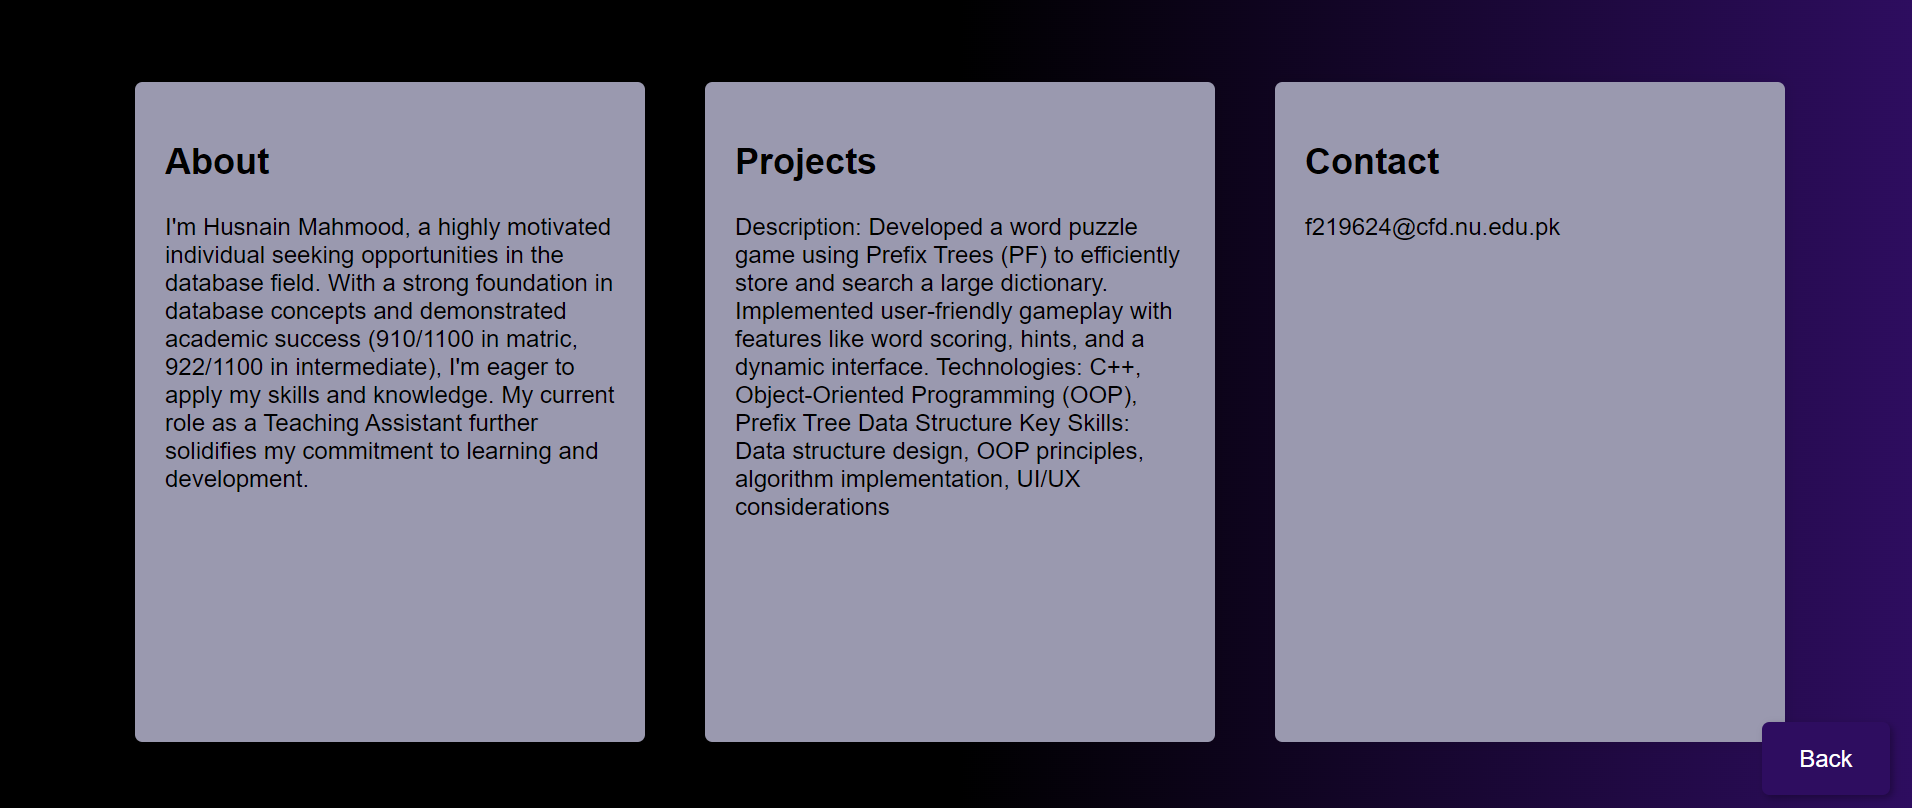 About
I'm Husnain Mahmood, a highly motivated
individual seeking opportunities in the
database field. With a strong foundation in
database concepts and demonstrated
academic success (910/1100 in matric,
922/1100 in intermediate), I'm eager to
apply my skills and knowledge. My current
role as a Teaching Assistant further
solidifies my commitment to learning and
development.
Projects
Description: Developed a word puzzle
game using Prefix Trees (PF) to efficiently
store and search a large dictionary.
Implemented user-friendly gameplay with
features like word scoring, hints, and a
dynamic interface. Technologies: C++,
Object-Oriented Programming (OOP),
Prefix Tree Data Structure Key Skills:
Data structure design, OOP principles,
algorithm implementation, UI/UX
considerations
Contact
f219624@cfd.nu.edu.pk
Back